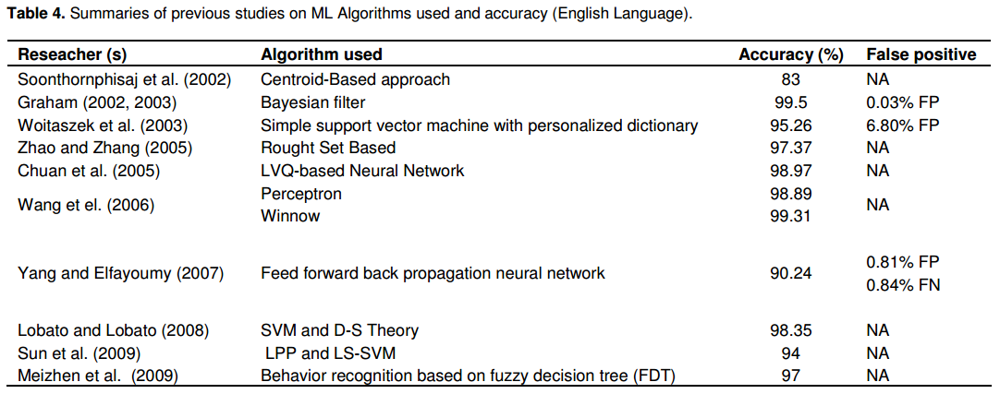 Table 4. Summaries of previous studies on ML Algorithms used and accuracy (English Language).
Reseacher (s) Algorithm used Accuracy (%) False positive
Soonthornphisaj et al. (2002) Centroid-Based approach 83 NA
Graham (2002, 2003) Bayesian filter 99.5 0.03% FP
Woitaszek et al. (2003) Simple support vector machine with personalized dictionary 95.26 6.80% FP
Zhao and Zhang (2005) Rought Set Based 97.37 NA
Chuan et al. (2005) LVQ-based Neural Network 98.97 NA
Wang et el. (2006) Perceptron 98.89 NA
Winnow 99.31
Yang and Elfayoumy (2007) Feed forward back propagation neural network 90.24 0.81% FP
0.84% FN
Lobato and Lobato (2008) SVM and D-S Theory 98.35 NA
Sun et al. (2009) LPP and LS-SVM 94 NA
Meizhen et al. (2009) Behavior recognition based on fuzzy decision tree (FDT) 97 NA